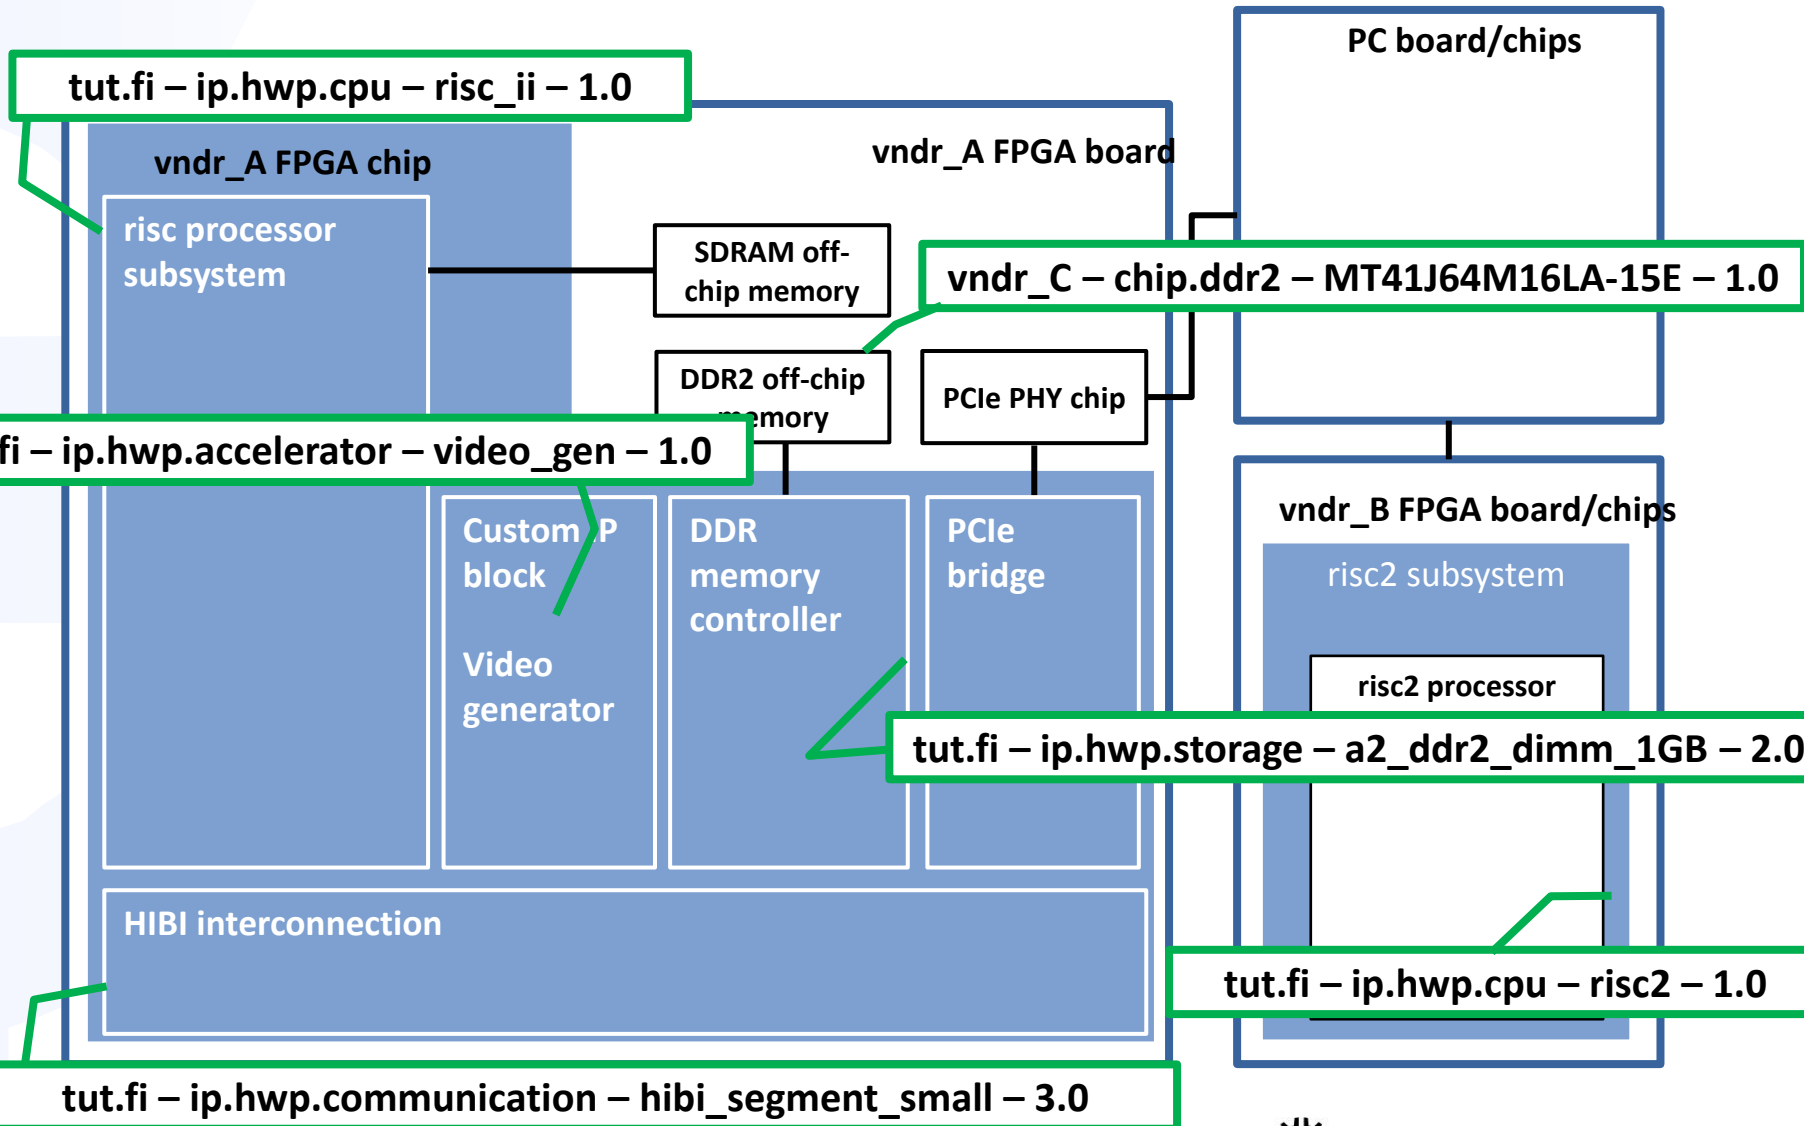 PC board/chips
tut.fi – ip.hwp.cpu – risc_ii – 1.0
vndr_A FPGA chip
vndr_A FPGA board
risc processor
subsystem
SDRAM off-
chip memory
vndr_C – chip.ddr2 – MT41J64M16LA-15E – 1.0
DDR2 off-chip
memory
PCIe PHY chip
fi – ip.hwp.accelerator – video_gen – 1.0
Custom IP
block
Video
generator
DDR
memory
controller
PCIe
bridge
vndr_B FPGA board/chips
risc2 subsystem
risc2 processor
tut.fi – ip.hwp.storage – a2_ddr2_dimm_1GB – 2.0
HIBI interconnection
tut.fi – ip.hwp.cpu – risc2 – 1.0
tut.fi – ip.hwp.communication – hibi_segment_small – 3.0